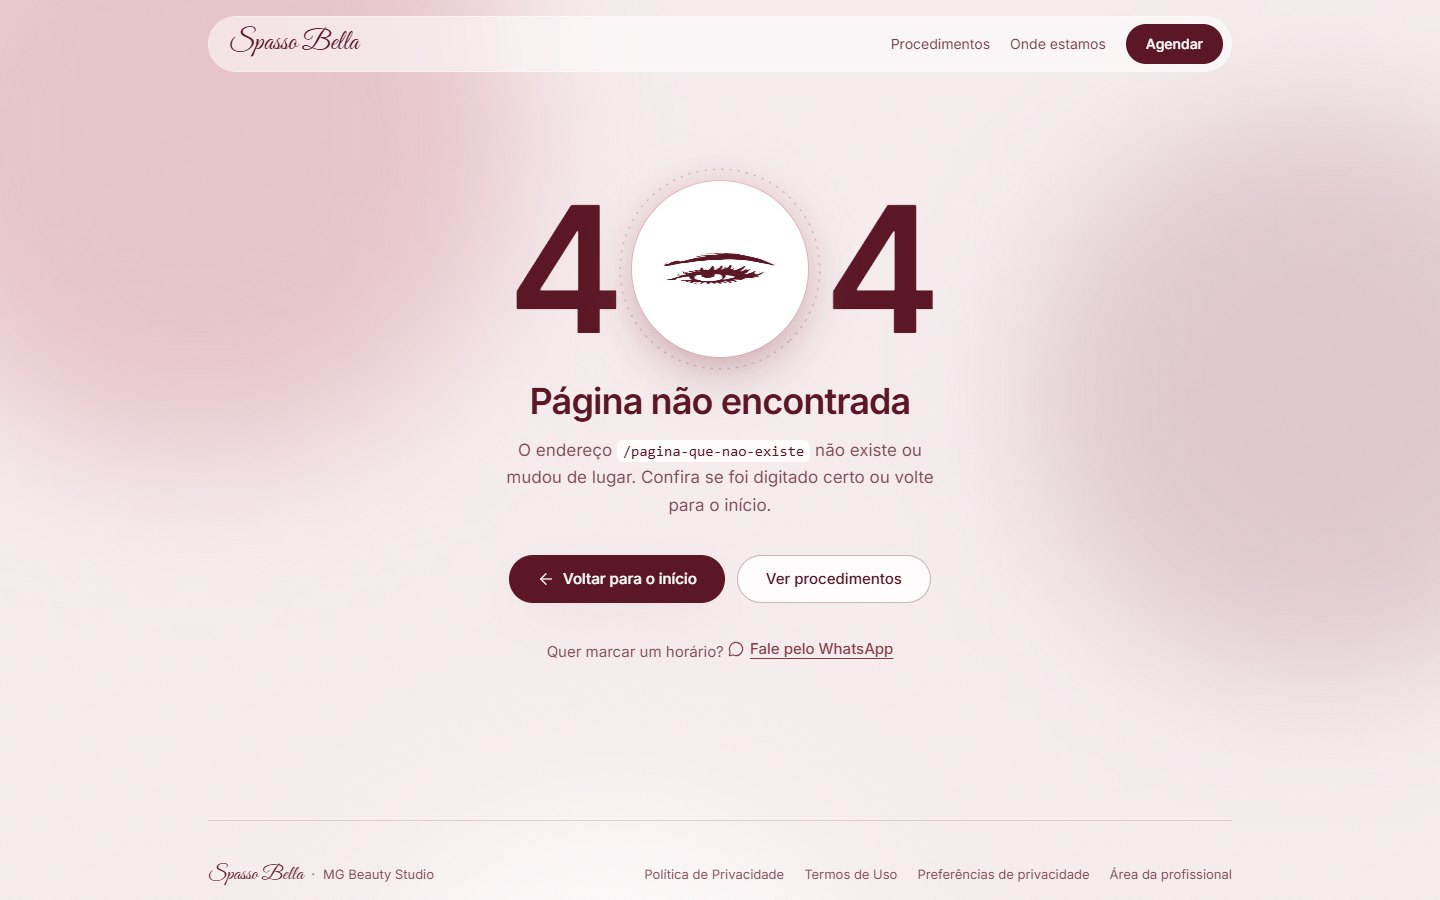 Spasso Bella
Procedimentos
Onde estamos
Agendar
4 4
Página não encontrada
O endereço /pagina-que-nao-existe não existe ou
mudou de lugar. Confira se foi digitado certo ou volte
para o início.
Voltar para o início
Ver procedimentos
Quer marcar um horário? Fale pelo WhatsApp
Spasso Bella · MG Beauty Studio
Política de Privacidade
Termos de Uso
Preferências de privacidade
Área da profissional